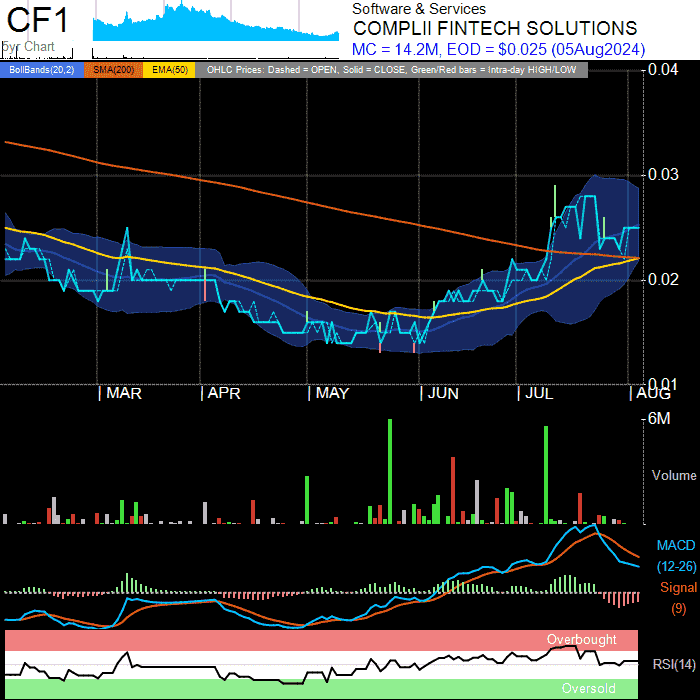 CF1
5yr Chart
Software & Services
COMPLII FINTECH SOLUTIONS
MC = 14.2M, EOD = $0.025 (05Aug2024)
BollBands(20,2) SMA(200) EMA(50) OHLC Prices: Dashed = OPEN, Solid = CLOSE, Green/Red bars = Intra-day HIGH/LOW
0.04
0.03
0.02
0.01
| MAR | APR | MAY | JUN | JUL | AUG
6M
Volume
MACD
(12-26)
Signal
(9)
Overbought
RSI(14)
Oversold